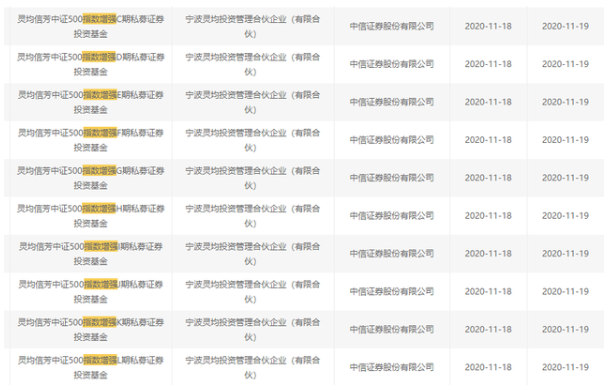 灵均信芳中证500指数增强C期私募证券
投资基金
宁波灵均投资管理合伙企业（有限合
伙）
中信证券股份有限公司
2020-11-18
2020-11-19
灵均信芳中证500指数增强D期私募证券
投资基金
宁波灵均投资管理合伙企业（有限合
伙）
中信证券股份有限公司
2020-11-18
2020-11-19
灵均信芳中证500指数增强E期私募证券
投资基金
宁波灵均投资管理合伙企业（有限合
伙）
中信证券股份有限公司
2020-11-18
2020-11-19
灵均信芳中证500指数增强F期私募证券
投资基金
宁波灵均投资管理合伙企业（有限合
伙）
中信证券股份有限公司
2020-11-18
2020-11-19
灵均信芳中证500指数增强G期私募证券
投资基金
宁波灵均投资管理合伙企业（有限合
伙）
中信证券股份有限公司
2020-11-18
2020-11-19
灵均信芳中证500指数增强H期私募证券
投资基金
宁波灵均投资管理合伙企业（有限合
伙）
中信证券股份有限公司
2020-11-18
2020-11-19
灵均信芳中证500指数增强I期私募证券
投资基金
宁波灵均投资管理合伙企业（有限合
伙）
中信证券股份有限公司
2020-11-18
2020-11-19
灵均信芳中证500指数增强J期私募证券
投资基金
宁波灵均投资管理合伙企业（有限合
伙）
中信证券股份有限公司
2020-11-18
2020-11-19
灵均信芳中证500指数增强K期私募证券
投资基金
宁波灵均投资管理合伙企业（有限合
伙）
中信证券股份有限公司
2020-11-18
2020-11-19
灵均信芳中证500指数增强L期私募证券
投资基金
宁波灵均投资管理合伙企业（有限合
伙）
中信证券股份有限公司
2020-11-18
2020-11-19